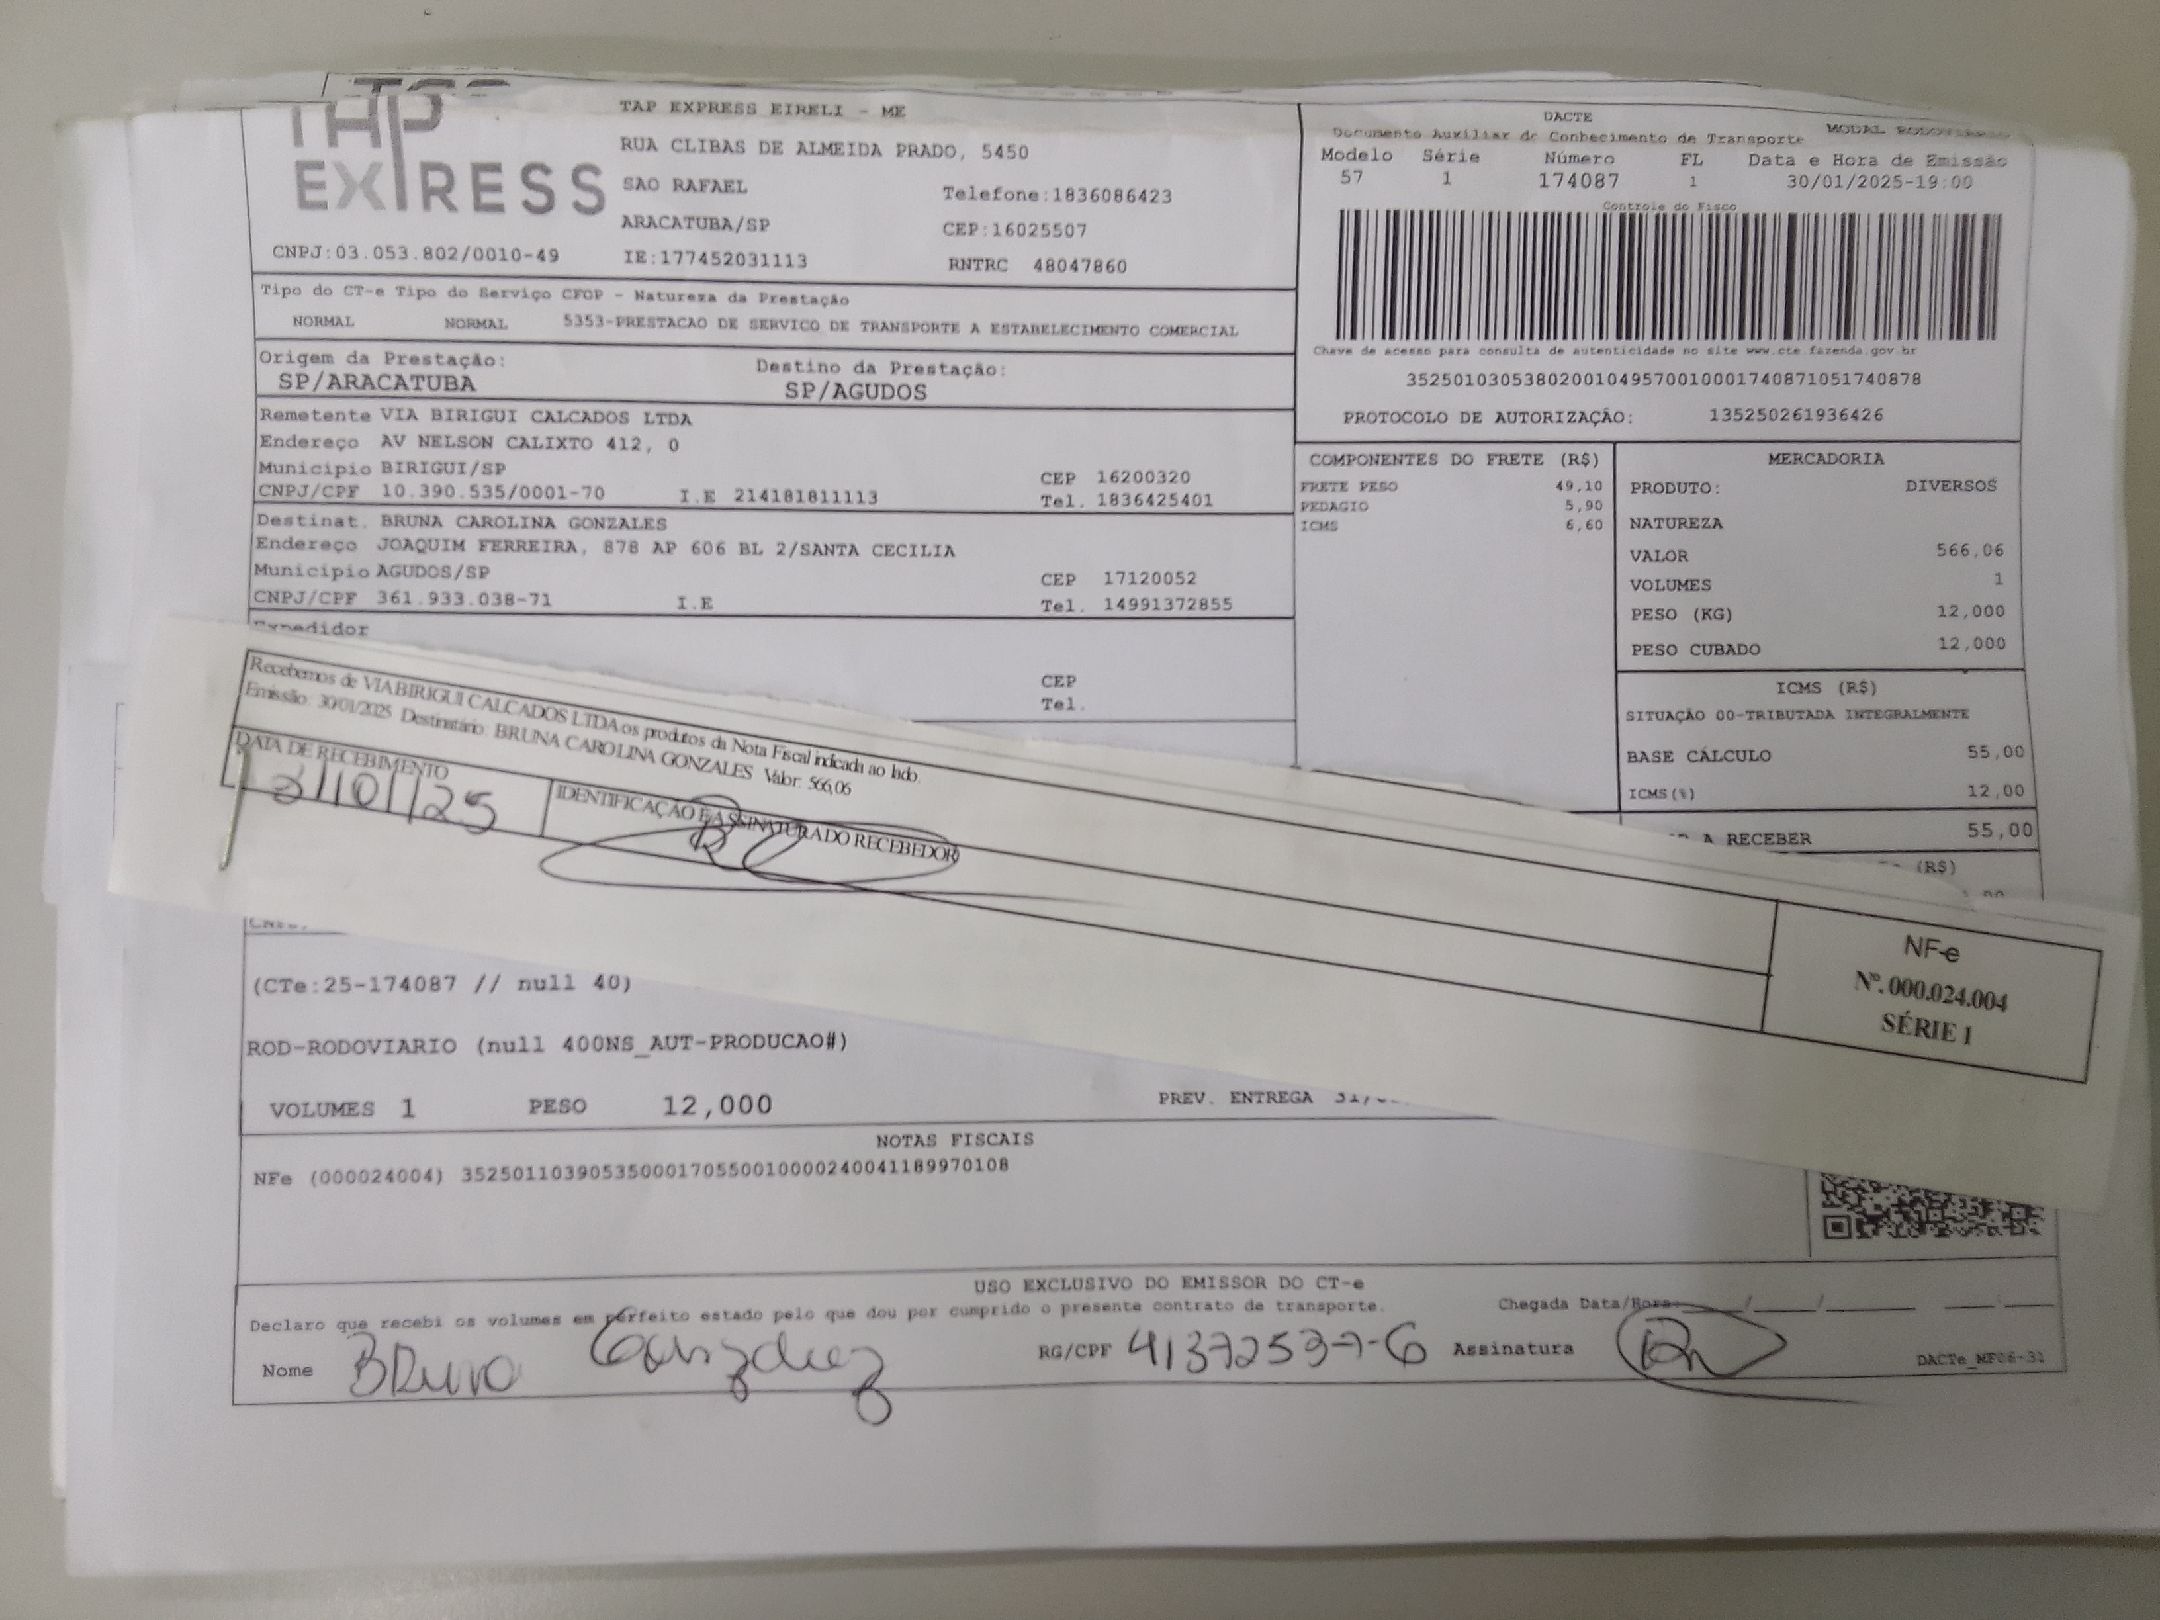 TAP
EXPRESS
TAP EXPRESS EIRELI - ME
RUA CLIBAS DE ALMEIDA PRADO, 5450
SAO RAFAEL Telefone:1836086423
ARACATUBA/SP CEP:16025507
CNPJ:03.053.802/0010-49 IE:177452031113 RNTRC 48047860
DACTE
Documento Auxiliar do Conhecimento de Transporte MODAL RODOVIARIO
Modelo Série Número FL Data e Hora de Emissão
57 1 174087 1 30/01/2025-19:00
Controle do Fisco
Chave de acesso para consulta de autenticidade no site www.cte.fazenda.gov.br
35250103053802001049570010001740871051740878
PROTOCOLO DE AUTORIZAÇÃO: 135250261936426
Tipo do CT-e Tipo do Serviço CFOP - Natureza da Prestação
NORMAL NORMAL 5353-PRESTACAO DE SERVICO DE TRANSPORTE A ESTABELECIMENTO COMERCIAL
Origem da Prestação: Destino da Prestação:
SP/ARACATUBA SP/AGUDOS
Remetente VIA BIRIGUI CALCADOS LTDA
Endereço AV NELSON CALIXTO 412, 0
Municipio BIRIGUI/SP CEP 16200320
CNPJ/CPF 10.390.535/0001-70 I.E 214181811113 Tel. 1836425401
Destinat. BRUNA CAROLINA GONZALES
Endereço JOAQUIM FERREIRA, 878 AP 606 BL 2/SANTA CECILIA
Municipio AGUDOS/SP CEP 17120052
CNPJ/CPF 361.933.038-71 I.E Tel. 14991372855
Expedidor
CEP
Tel.
COMPONENTES DO FRETE (R$)
FRETE PESO 49,10
PEDAGIO 5,90
ICMS 6,60
MERCADORIA
PRODUTO: DIVERSOS
NATUREZA
VALOR 566,06
VOLUMES 1
PESO (KG) 12,000
PESO CUBADO 12,000
ICMS (R$)
SITUAÇÃO 00-TRIBUTADA INTEGRALMENTE
BASE CÁLCULO 55,00
ICMS(%) 12,00
A RECEBER 55,00
(R$)
Recebemos de VIA BIRIGUI CALCADOS LTDA os produtos da Nota Fiscal indicada ao lado.
Emissão: 30/01/2025 Destinatário: BRUNA CAROLINA GONZALES Valor: 566,06
DATA DE RECEBIMENTO IDENTIFICAÇÃO E ASSINATURA DO RECEBEDOR
31/01/25
NF-e
Nº. 000.024.004
SÉRIE 1
(CTe:25-174087 // null 40)
ROD-RODOVIARIO (null 400NS_AUT-PRODUCAO#)
VOLUMES 1 PESO 12,000 PREV. ENTREGA
NOTAS FISCAIS
NFe (000024004) 35250110390535000170550010000240041189970108
USO EXCLUSIVO DO EMISSOR DO CT-e
Declaro que recebi os volumes em perfeito estado pelo que dou por cumprido o presente contrato de transporte. Chegada Data/Hora:
Nome RG/CPF 41372537-6 Assinatura